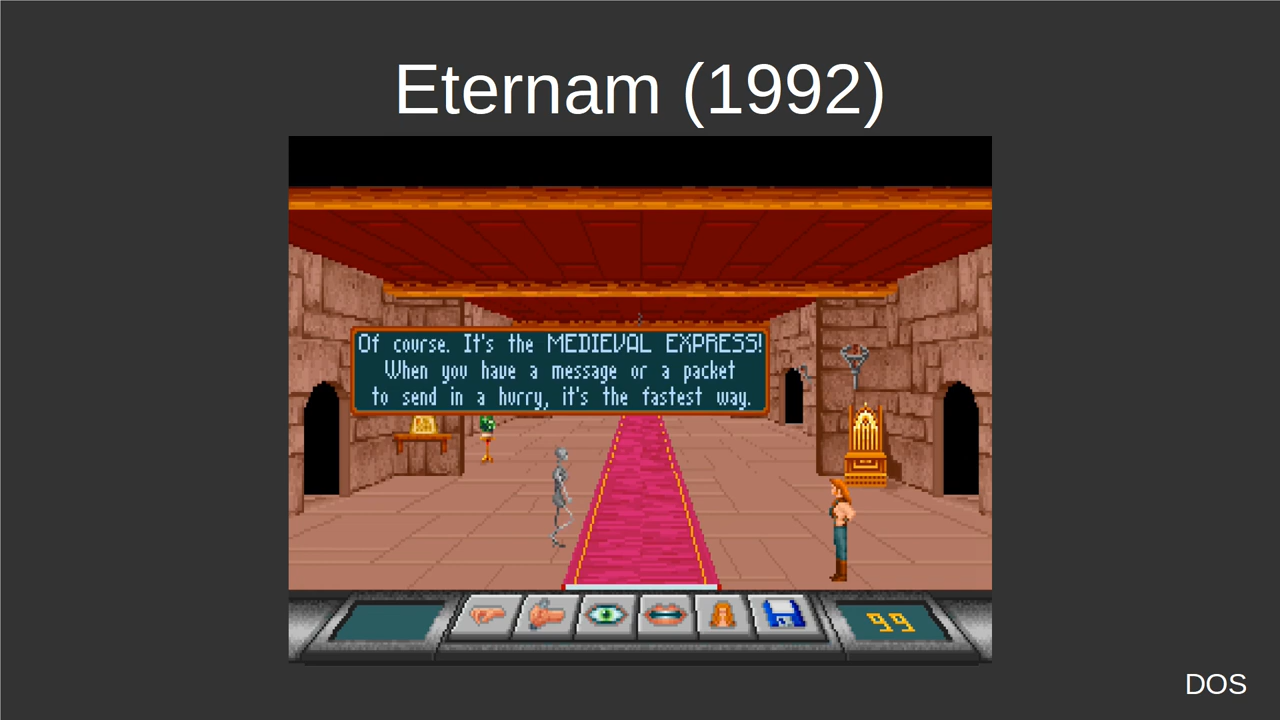 Eternam (1992)
Of course. It's the MEDIEVAL EXPRESS!
When you have a message or a packet
to send in a hurry, it's the fastest way.
99
DOS